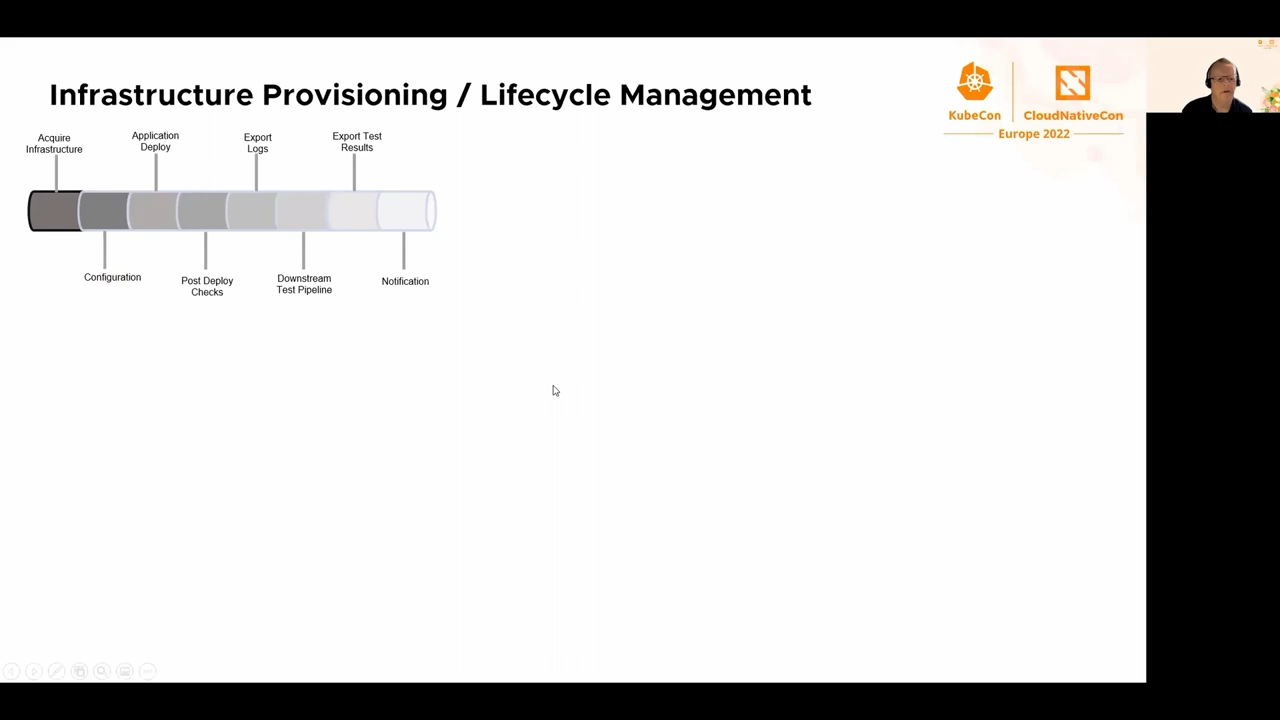 Infrastructure Provisioning / Lifecycle Management
KubeCon
CloudNativeCon
Europe 2022
Acquire
Infrastructure
Application
Deploy
Export
Logs
Export Test
Results
Configuration
Post Deploy
Checks
Downstream
Test Pipeline
Notification